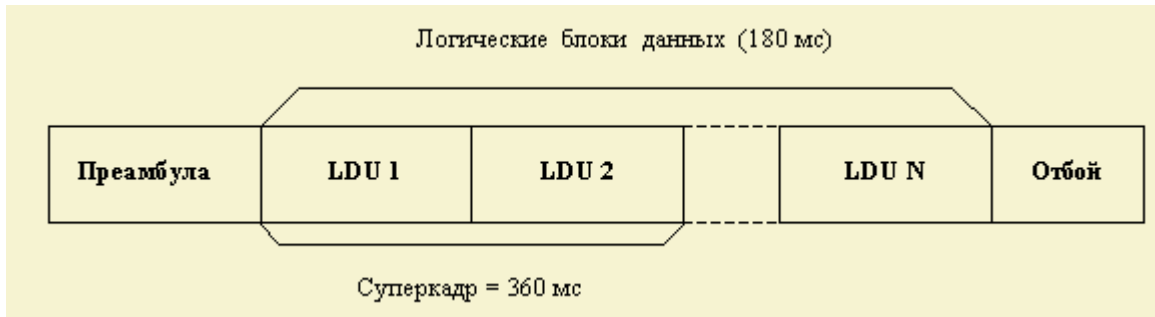 Логические блоки данных (180 мс)
Преамбула LDU 1 LDU 2 LDU N Отбой
Суперкадр = 360 мс